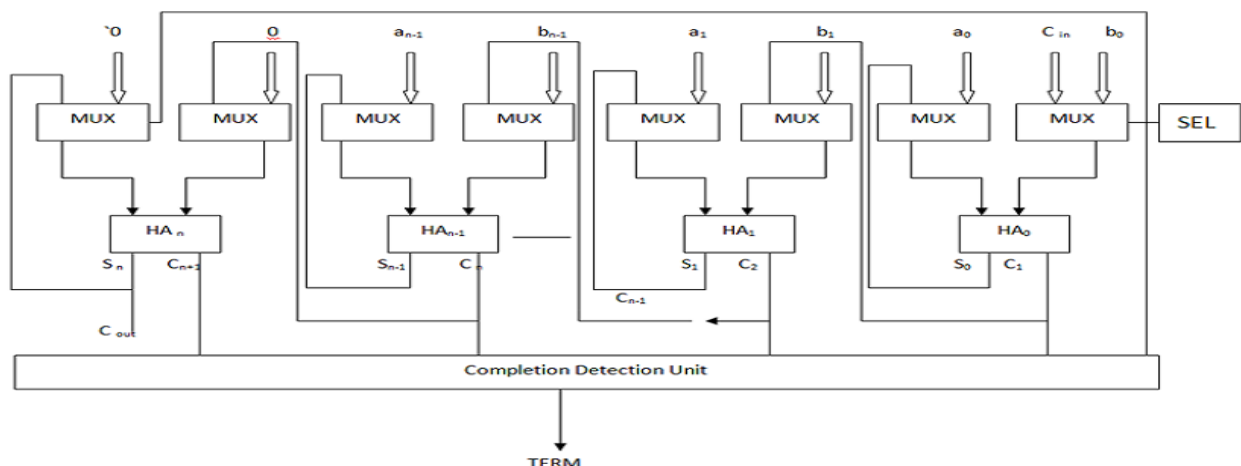 `0 0 aₙ₋₁ bₙ₋₁ a₁ b₁ a₀ C in b₀
MUX MUX MUX MUX MUX MUX MUX MUX SEL
HA n HAₙ₋₁ HA₁ HA₀
S n Cₙ₊₁ Sₙ₋₁ C n S₁ C₂ S₀ C₁
Cₙ₋₁
C out
Completion Detection Unit
TERM